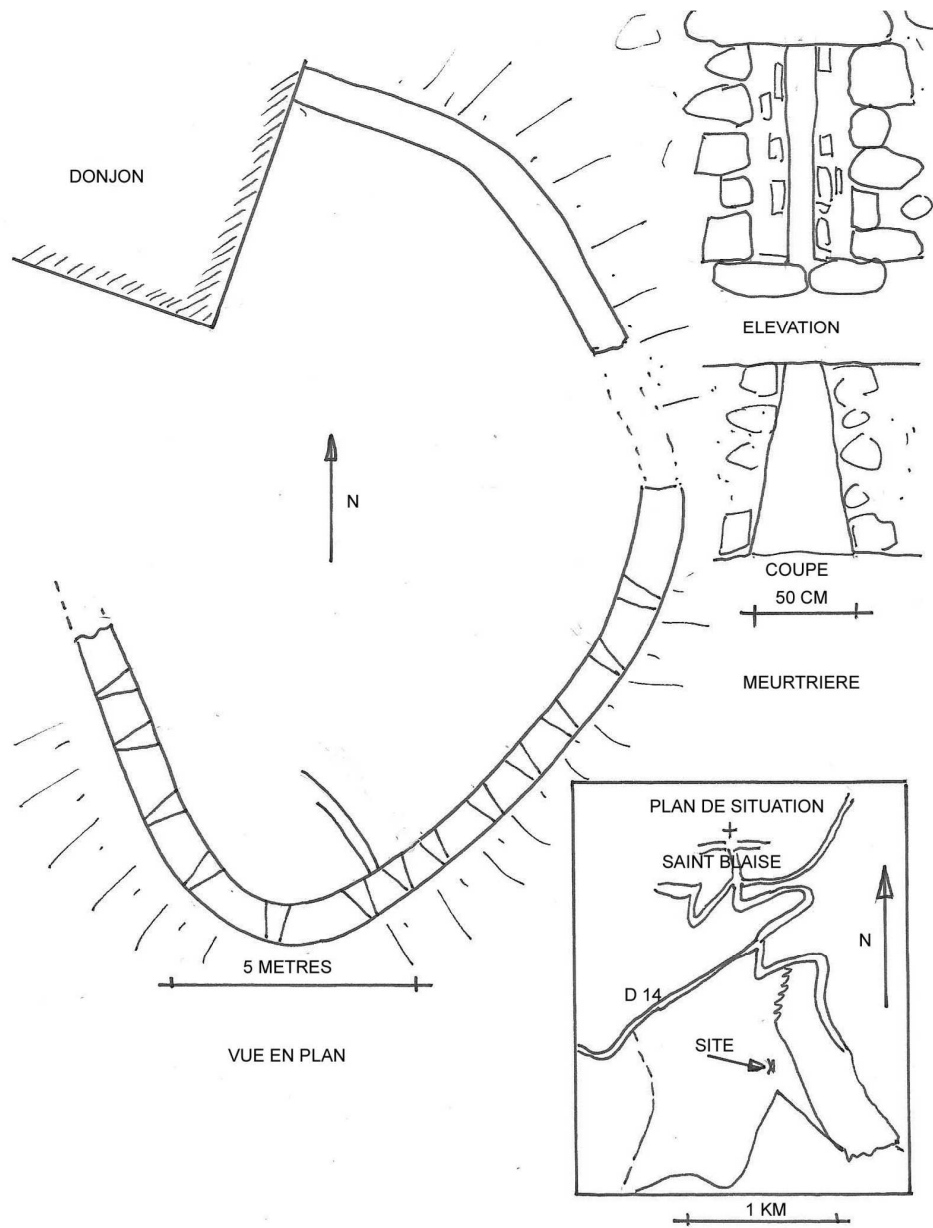 DONJON
N
5 METRES
VUE EN PLAN
ELEVATION
COUPE
50 CM
MEURTRIERE
PLAN DE SITUATION
SAINT BLAISE
N
D 14
SITE
1 KM